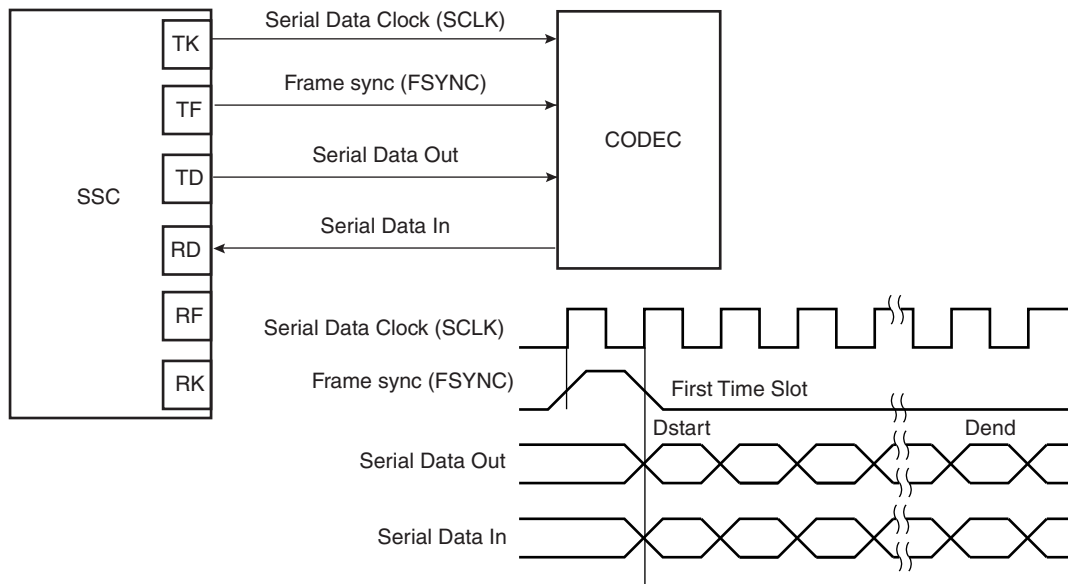 SSC
TK
TF
TD
RD
RF
RK
Serial Data Clock (SCLK)
Frame sync (FSYNC)
Serial Data Out
Serial Data In
CODEC
Serial Data Clock (SCLK)
Frame sync (FSYNC)
First Time Slot
Dstart
Dend
Serial Data Out
Serial Data In